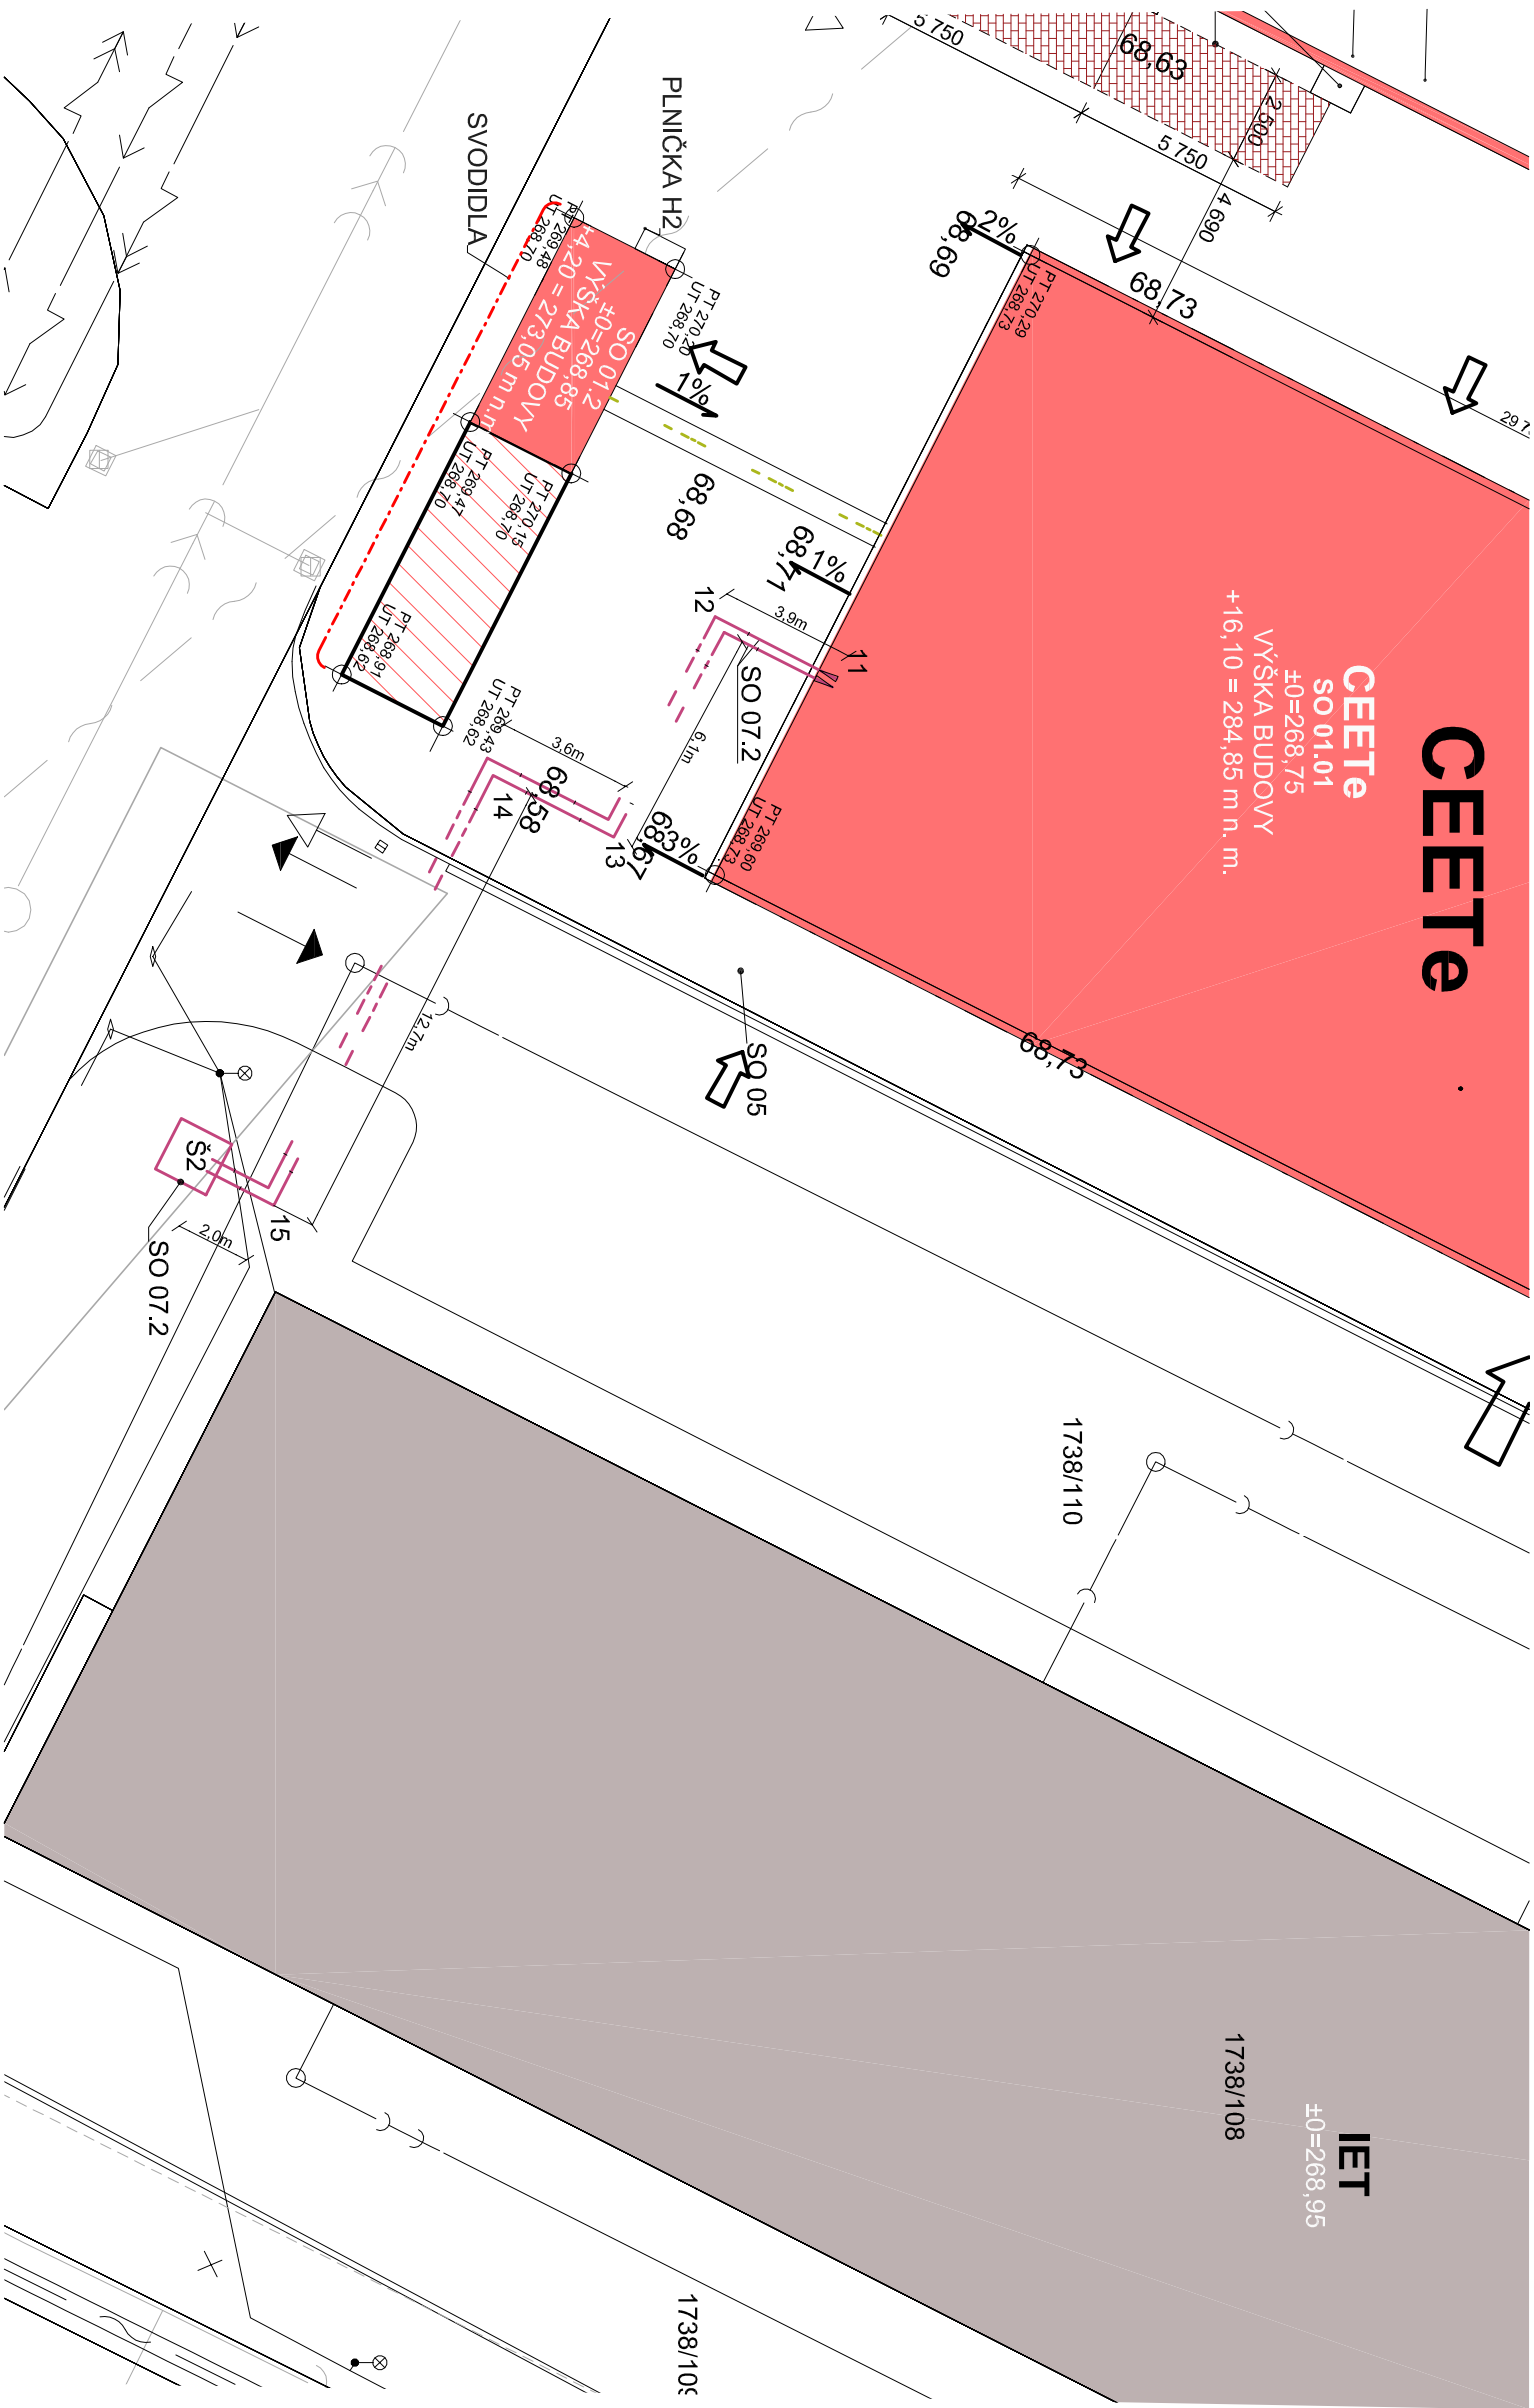 CEETe
CEETe
SO 01.01
±0=268,75
VÝŠKA BUDOVY
+16,10 = 284,85 m n. m.
68,63
5 750
5 750
2 500
4 690
68,73
2%
68,69
PT 270,29
UT 268,73
PLNIČKA H2
SVODIDLA
PT 269,48
UT 268,70
SO 01.2
±0=268,85
VÝŠKA BUDOVY
+4,20 = 273,05 m n.m
PT 270,20
UT 268,70
1%
68,68
PT 269,47
UT 268,70
PT 270,15
UT 268,70
68,71
1%
12
3,9m
11
SO 07.2
6,1m
PT 268,91
UT 268,62
PT 269,43
UT 268,62
3,6m
68,58
14
13
68,67
3%
PT 269,60
UT 268,73
12,7m
SO 05
68,73
Š2
15
2,0m
SO 07.2
1738/110
1738/108
IET
±0=268,95